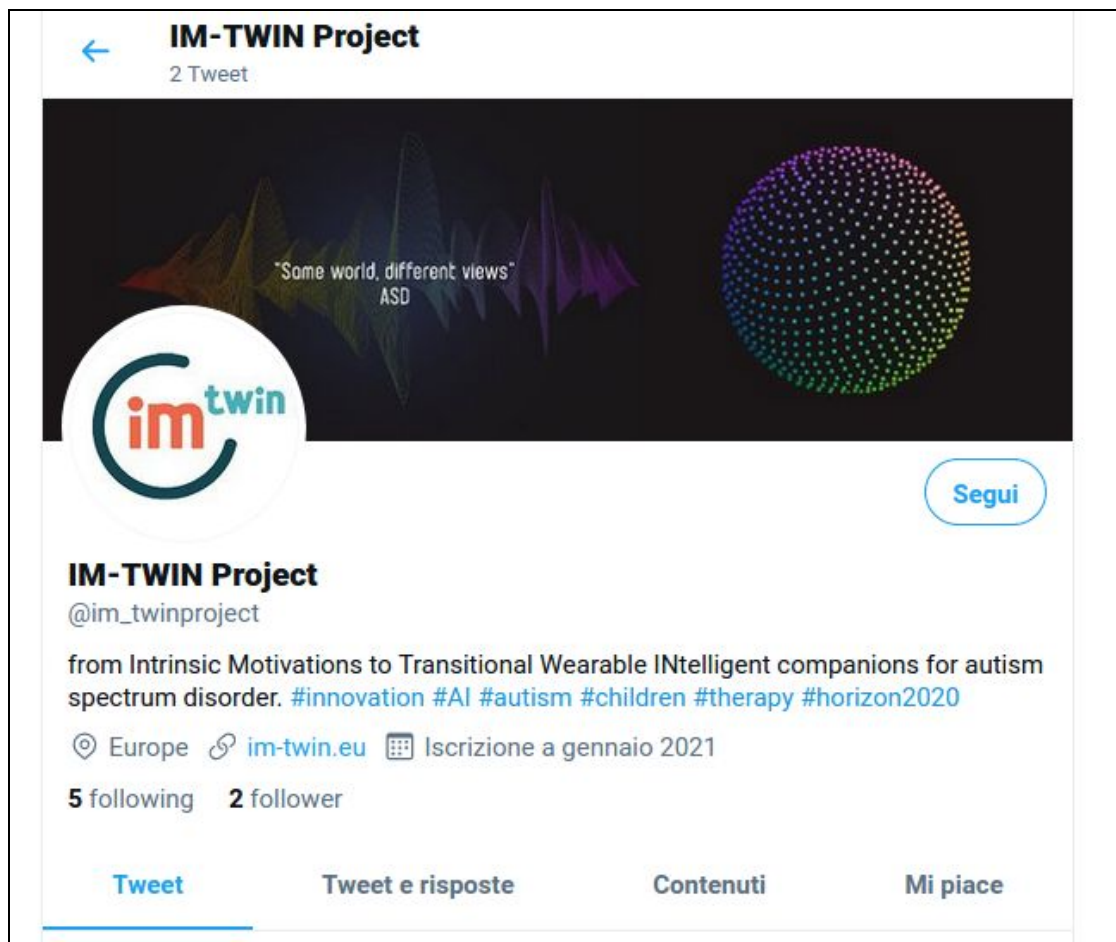 IM-TWIN Project
2 Tweet
"Same world, different views"
ASD
im twin
Segui
IM-TWIN Project
@im_twinproject
from Intrinsic Motivations to Transitional Wearable INtelligent companions for autism
spectrum disorder. #innovation #AI #autism #children #therapy #horizon2020
Europe im-twin.eu Iscrizione a gennaio 2021
5 following 2 follower
Tweet Tweet e risposte Contenuti Mi piace